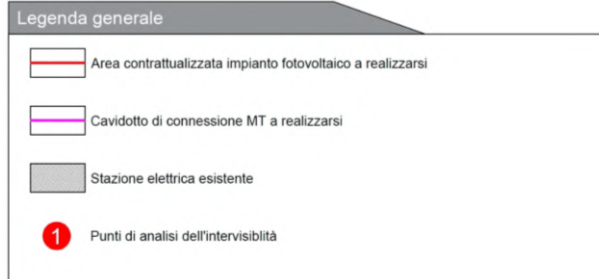 Legenda generale
Area contrattualizzata impianto fotovoltaico a realizzarsi
Cavidotto di connessione MT a realizzarsi
Stazione elettrica esistente
1 Punti di analisi dell'intervisiblità